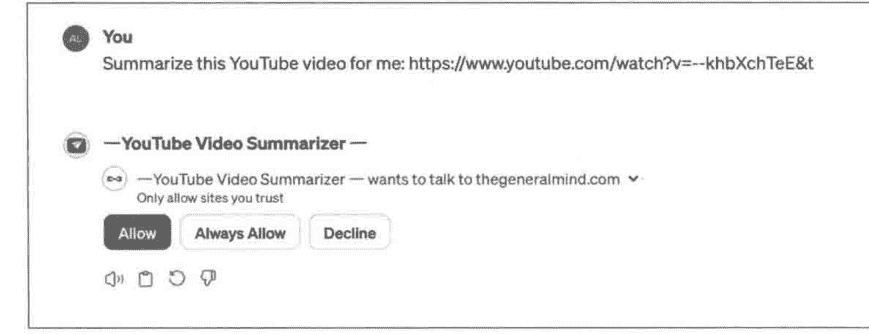 AL
You
Summarize this YouTube video for me: https://www.youtube.com/watch?v=--khbXchTeE&t
—YouTube Video Summarizer —
—YouTube Video Summarizer — wants to talk to thegeneralmind.com
Only allow sites you trust
Allow Always Allow Decline